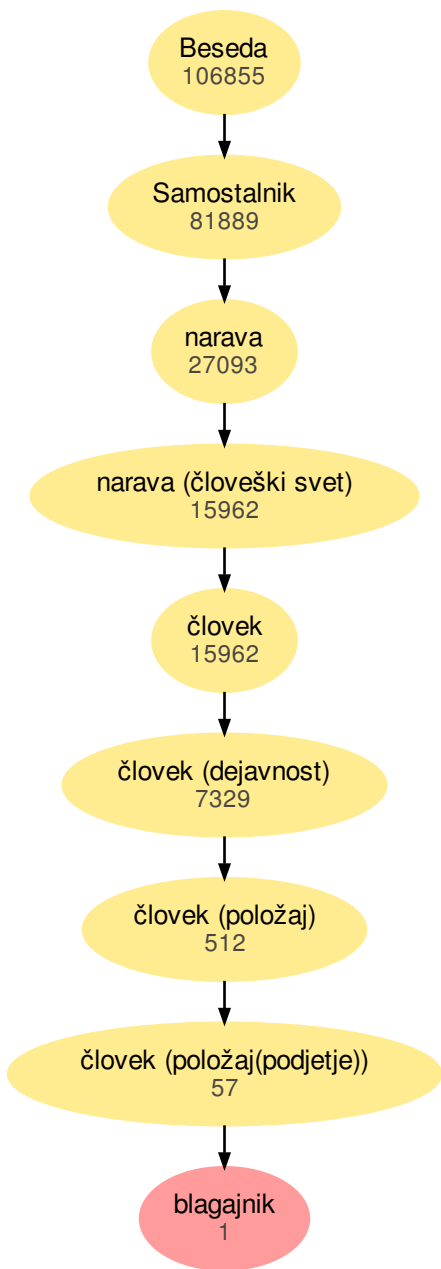 Beseda
106855
Samostalnik
81889
narava
27093
narava (človeški svet)
15962
človek
15962
človek (dejavnost)
7329
človek (položaj)
512
človek (položaj(podjetje))
57
blagajnik
1